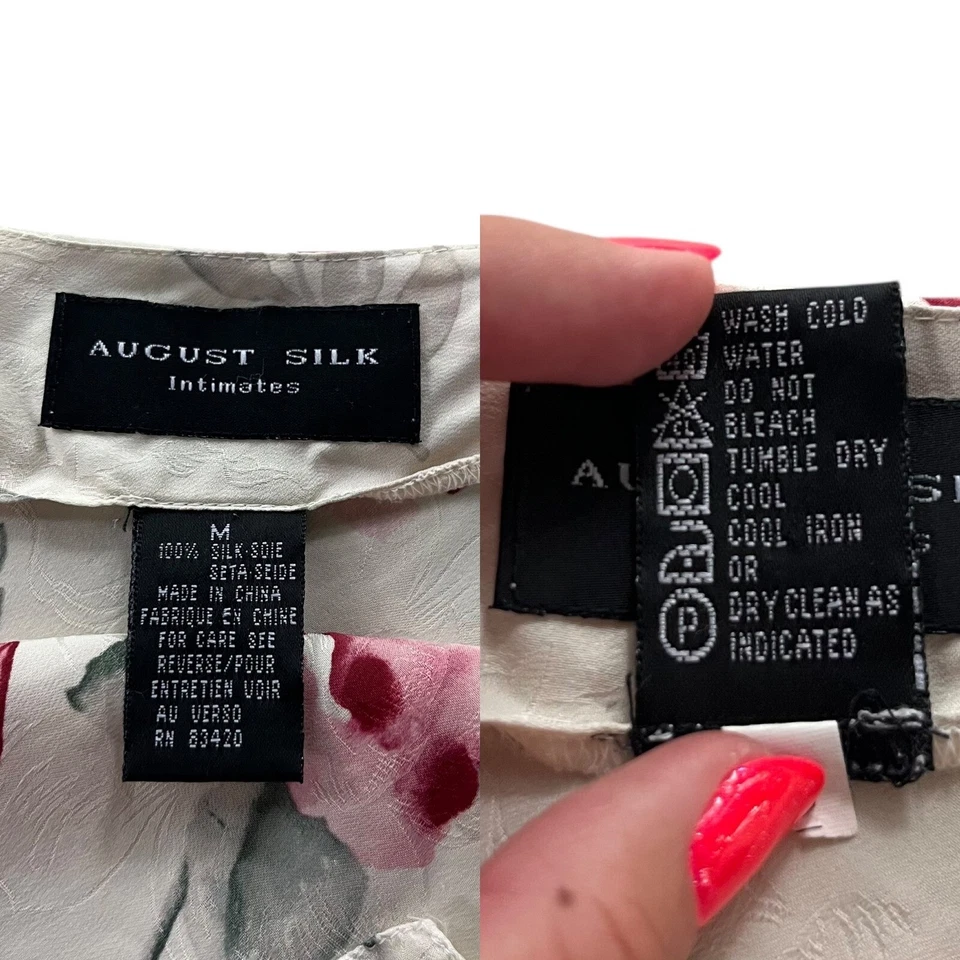 AUGUST SILK
Intimates
M
100% SILK·SOIE
SETA·SEIDE
MADE IN CHINA
FABRIQUE EN CHINE
FOR CARE SEE
REVERSE/POUR
ENTRETIEN VOIR
AU VERSO
RN 83420
WASH COLD
WATER
DO NOT
BLEACH
TUMBLE DRY
COOL
COOL IRON
OR
DRYCLEAN AS
INDICATED
P